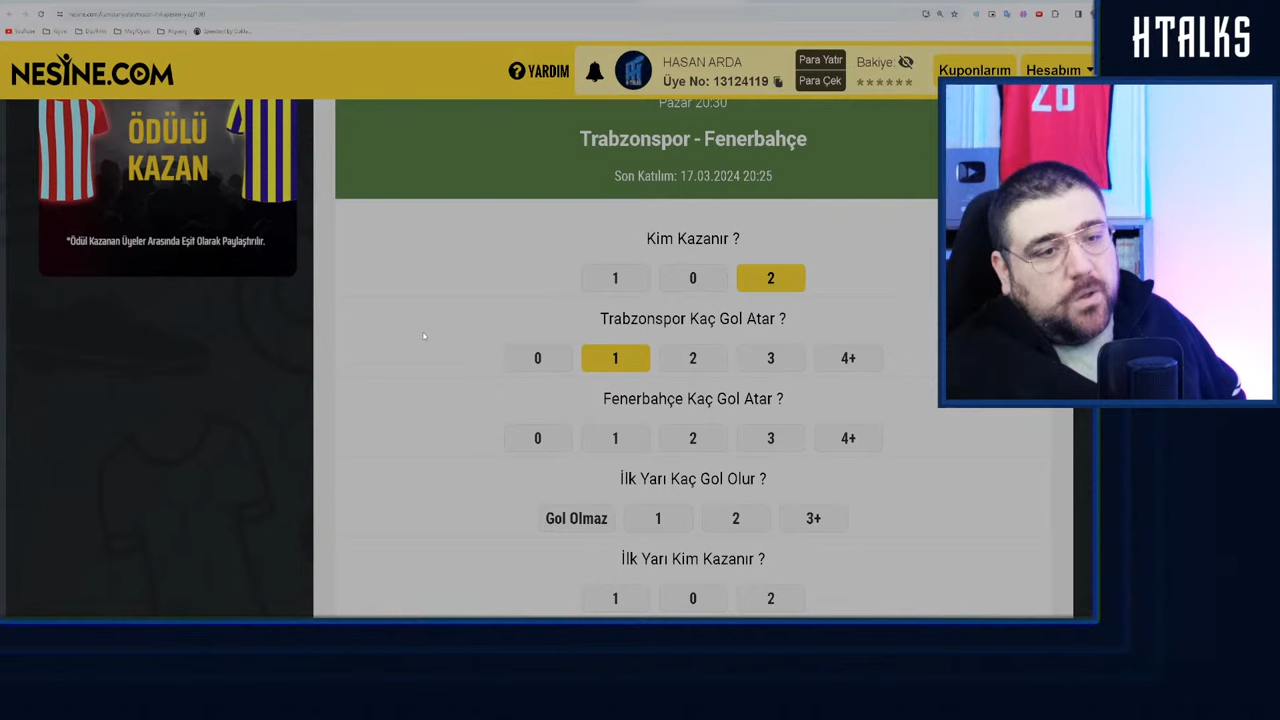 HTALKS
YouTube
NESİNE.COM
YARDIM
HASAN ARDA
Üye No: 13124119
Para Yatır
Para Çek
Bakiye:
******
Kuponlarım
Hesabım
28
ÖDÜLÜ
KAZAN
*Ödül Kazanan Üyeler Arasında Eşit Olarak Paylaştırılır.
Pazar 20:30
Trabzonspor - Fenerbahçe
Son Katılım: 17.03.2024 20:25
Kim Kazanır ?
1 0 2
Trabzonspor Kaç Gol Atar ?
0 1 2 3 4+
Fenerbahçe Kaç Gol Atar ?
0 1 2 3 4+
İlk Yarı Kaç Gol Olur ?
Gol Olmaz 1 2 3+
İlk Yarı Kim Kazanır ?
1 0 2